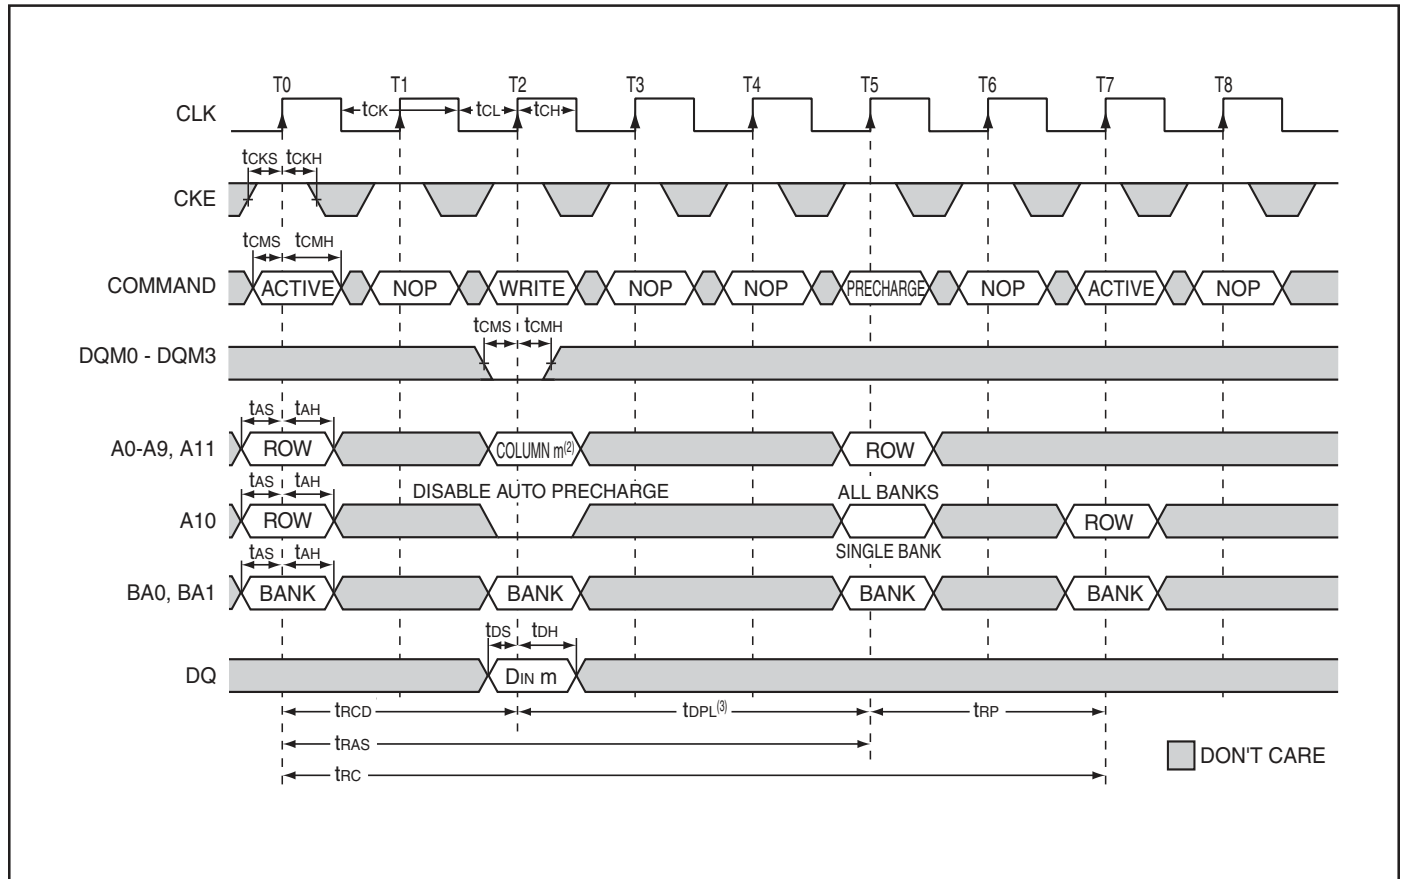 T0 T1 T2 T3 T4 T5 T6 T7 T8
CLK tCK tCL tCH
tCKS tCKH
CKE
tCMS tCMH
COMMAND ACTIVE NOP WRITE NOP NOP PRECHARGE NOP ACTIVE NOP
tCMS tCMH
DQM0 - DQM3
tAS tAH
A0-A9, A11 ROW COLUMN m(2) ROW
tAS tAH DISABLE AUTO PRECHARGE ALL BANKS
A10 ROW ROW
tAS tAH SINGLE BANK
BA0, BA1 BANK BANK BANK BANK
tDS tDH
DQ DIN m
tRCD tDPL(3) tRP
tRAS
DON'T CARE
tRC